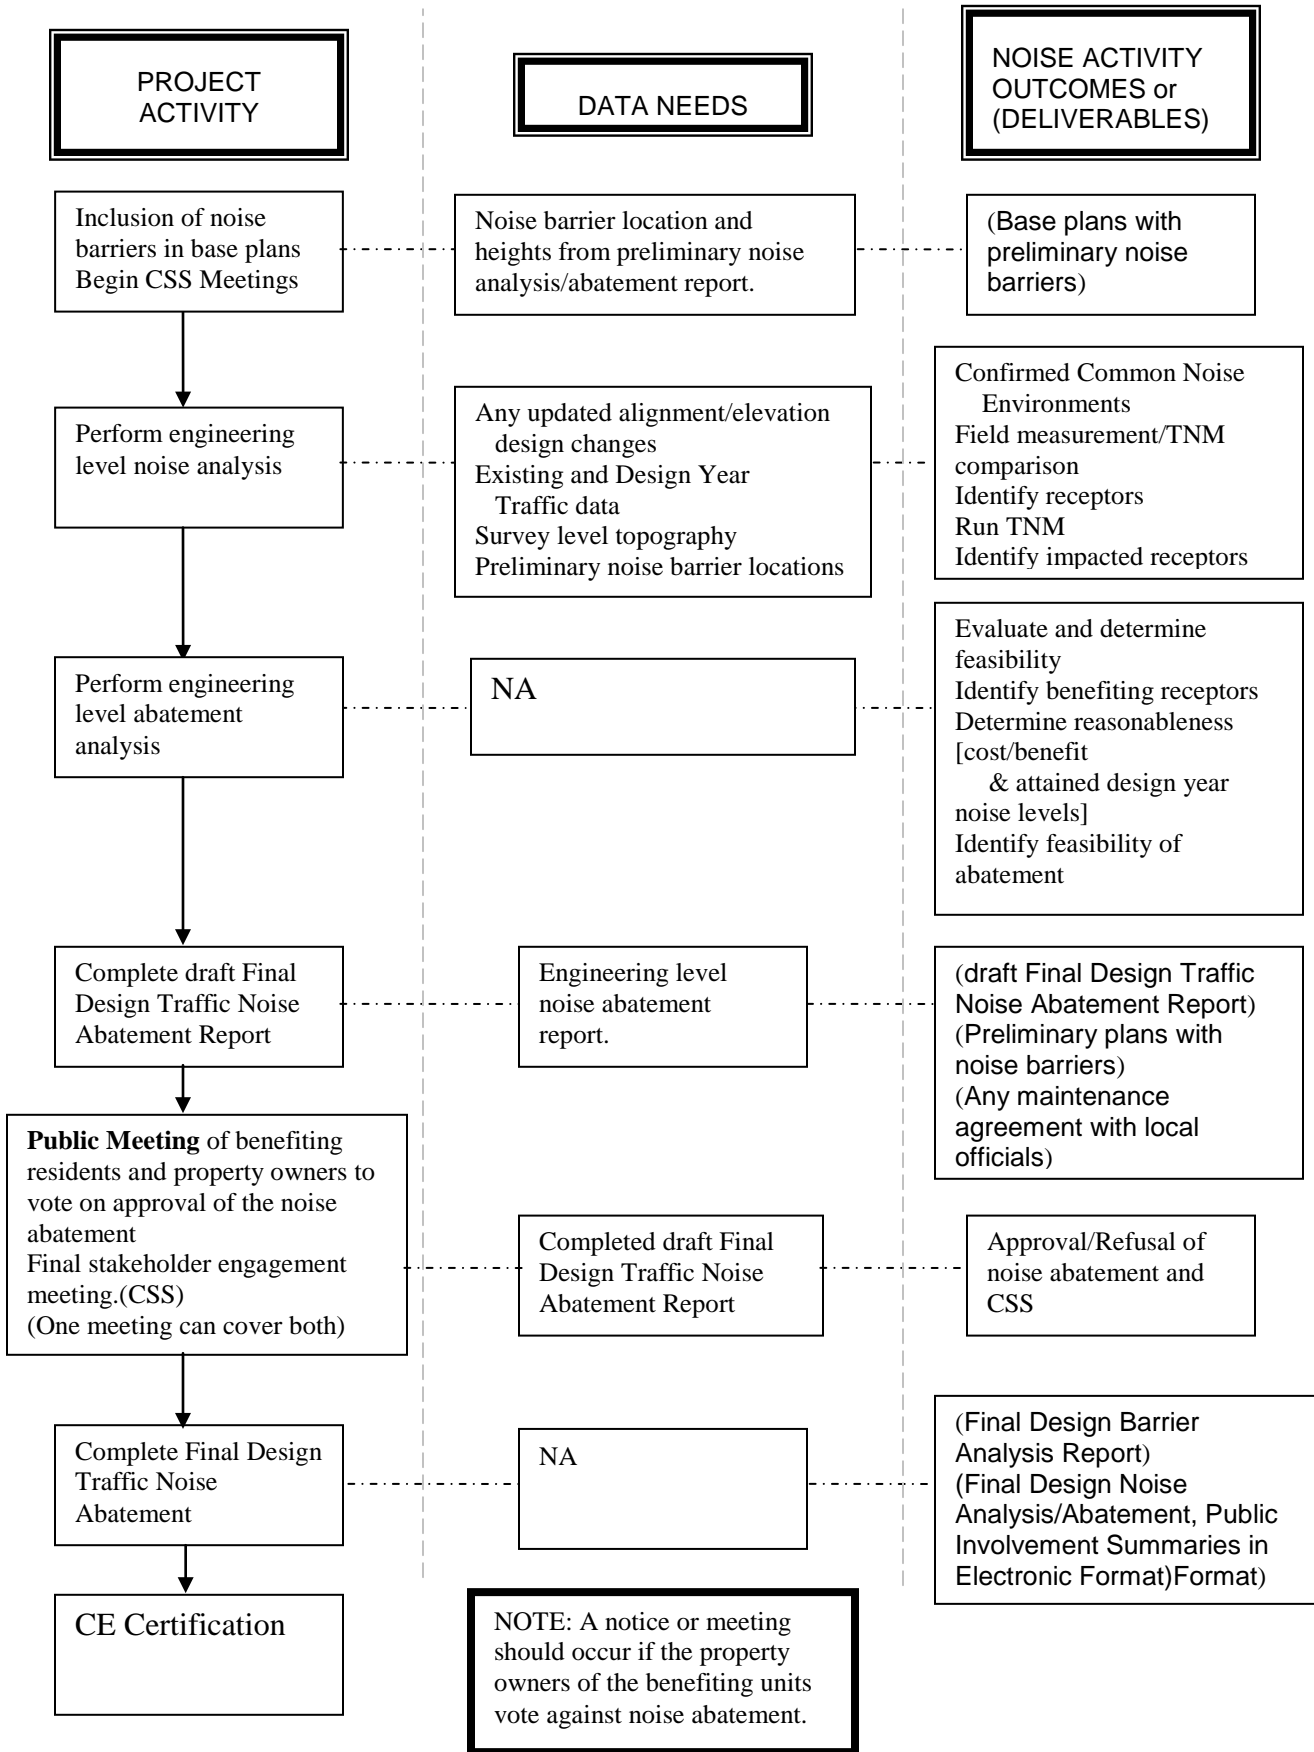 PROJECT
ACTIVITY
DATA NEEDS
NOISE ACTIVITY
OUTCOMES or
(DELIVERABLES)
Inclusion of noise
barriers in base plans
Begin CSS Meetings
Noise barrier location and
heights from preliminary noise
analysis/abatement report.
(Base plans with
preliminary noise
barriers)
Perform engineering
level noise analysis
Any updated alignment/elevation
design changes
Existing and Design Year
Traffic data
Survey level topography
Preliminary noise barrier locations
Confirmed Common Noise
Environments
Field measurement/TNM
comparison
Identify receptors
Run TNM
Identify impacted receptors
Perform engineering
level abatement
analysis
NA
Evaluate and determine
feasibility
Identify benefiting receptors
Determine reasonableness
[cost/benefit
& attained design year
noise levels]
Identify feasibility of
abatement
Complete draft Final
Design Traffic Noise
Abatement Report
Engineering level
noise abatement
report.
(draft Final Design Traffic
Noise Abatement Report)
(Preliminary plans with
noise barriers)
(Any maintenance
agreement with local
officials)
Public Meeting of benefiting
residents and property owners to
vote on approval of the noise
abatement
Final stakeholder engagement
meeting.(CSS)
(One meeting can cover both)
Completed draft Final
Design Traffic Noise
Abatement Report
Approval/Refusal of
noise abatement and
CSS
Complete Final Design
Traffic Noise
Abatement
NA
(Final Design Barrier
Analysis Report)
(Final Design Noise
Analysis/Abatement, Public
Involvement Summaries in
Electronic Format)Format)
CE Certification
NOTE: A notice or meeting
should occur if the property
owners of the benefiting units
vote against noise abatement.